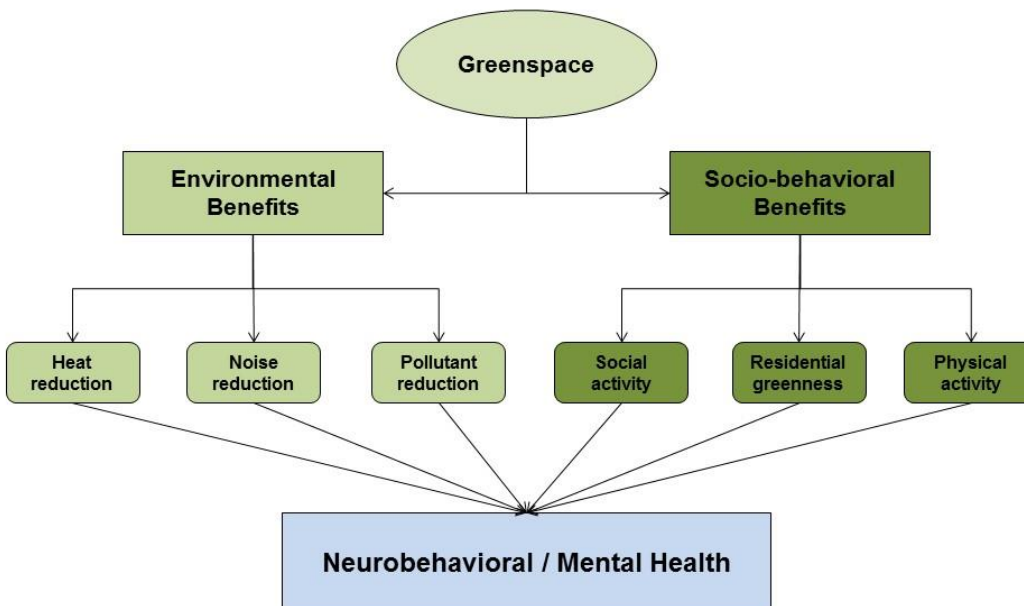 Greenspace
Environmental
Benefits
Socio-behavioral
Benefits
Heat
reduction
Noise
reduction
Pollutant
reduction
Social
activity
Residential
greenness
Physical
activity
Neurobehavioral / Mental Health